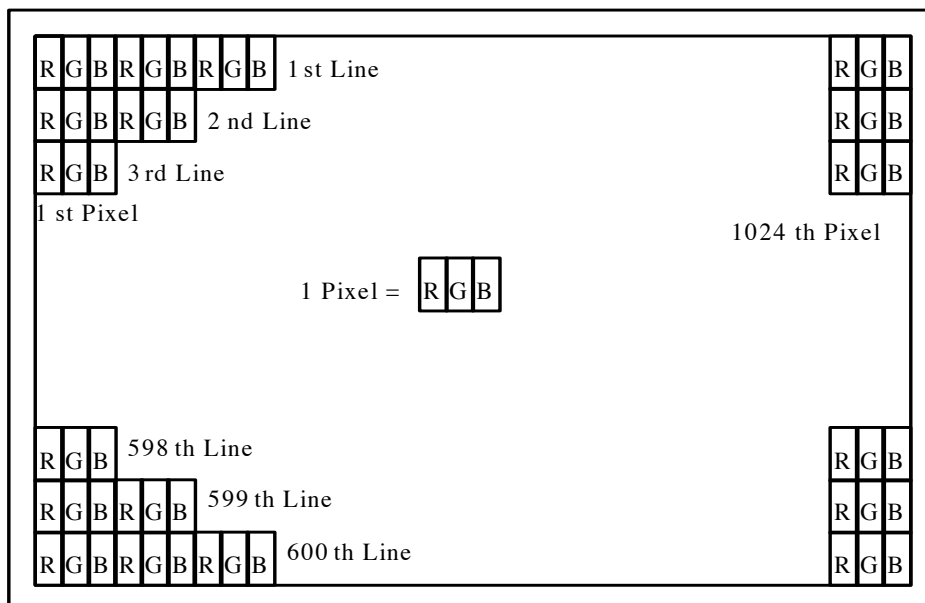 R G B R G B R G B 1 st Line R G B
R G B R G B 2 nd Line R G B
R G B 3 rd Line R G B
1 st Pixel
1024 th Pixel
1 Pixel = R G B
R G B 598 th Line R G B
R G B R G B 599 th Line R G B
R G B R G B R G B 600 th Line R G B